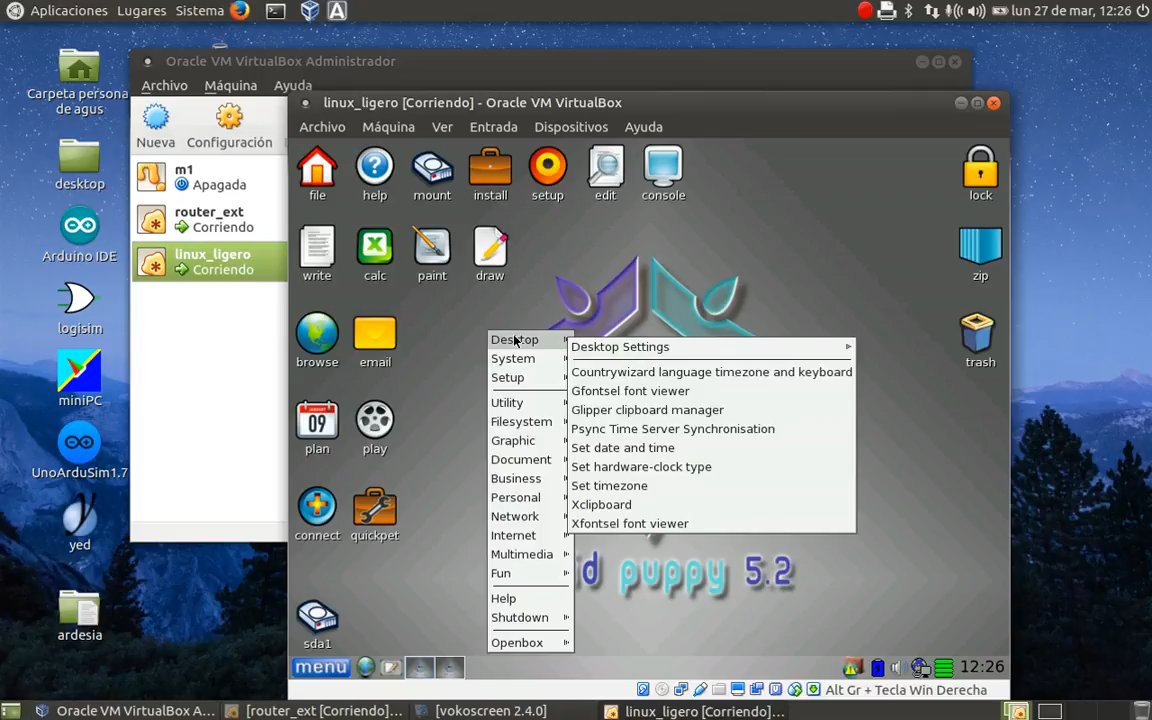 Aplicaciones Lugares Sistema lun 27 de mar, 12:26
Oracle VM VirtualBox Administrador
Archivo Máquina Ayuda
Nueva Configuración
m1
Apagada
router_ext
Corriendo
linux_ligero
Corriendo
Carpeta persona
de agus
desktop
Arduino IDE
logisim
miniPC
UnoArduSim1.7
yed
ardesia
linux_ligero [Corriendo] - Oracle VM VirtualBox
Archivo Máquina Ver Entrada Dispositivos Ayuda
file help mount install setup edit console lock
write calc paint draw zip
browse email trash
plan play
connect quickpet
sda1
Desktop
System
Setup
Utility
Filesystem
Graphic
Document
Business
Personal
Network
Internet
Multimedia
Fun
Help
Shutdown
Openbox
Desktop Settings
Countrywizard language timezone and keyboard
Gfontsel font viewer
Glipper clipboard manager
Psync Time Server Synchronisation
Set date and time
Set hardware-clock type
Set timezone
Xclipboard
Xfontsel font viewer
id puppy 5.2
menu 12:26
Alt Gr + Tecla Win Derecha
Oracle VM VirtualBox A... [router_ext [Corriendo]... [vokoscreen 2.4.0] linux_ligero [Corriendo]...